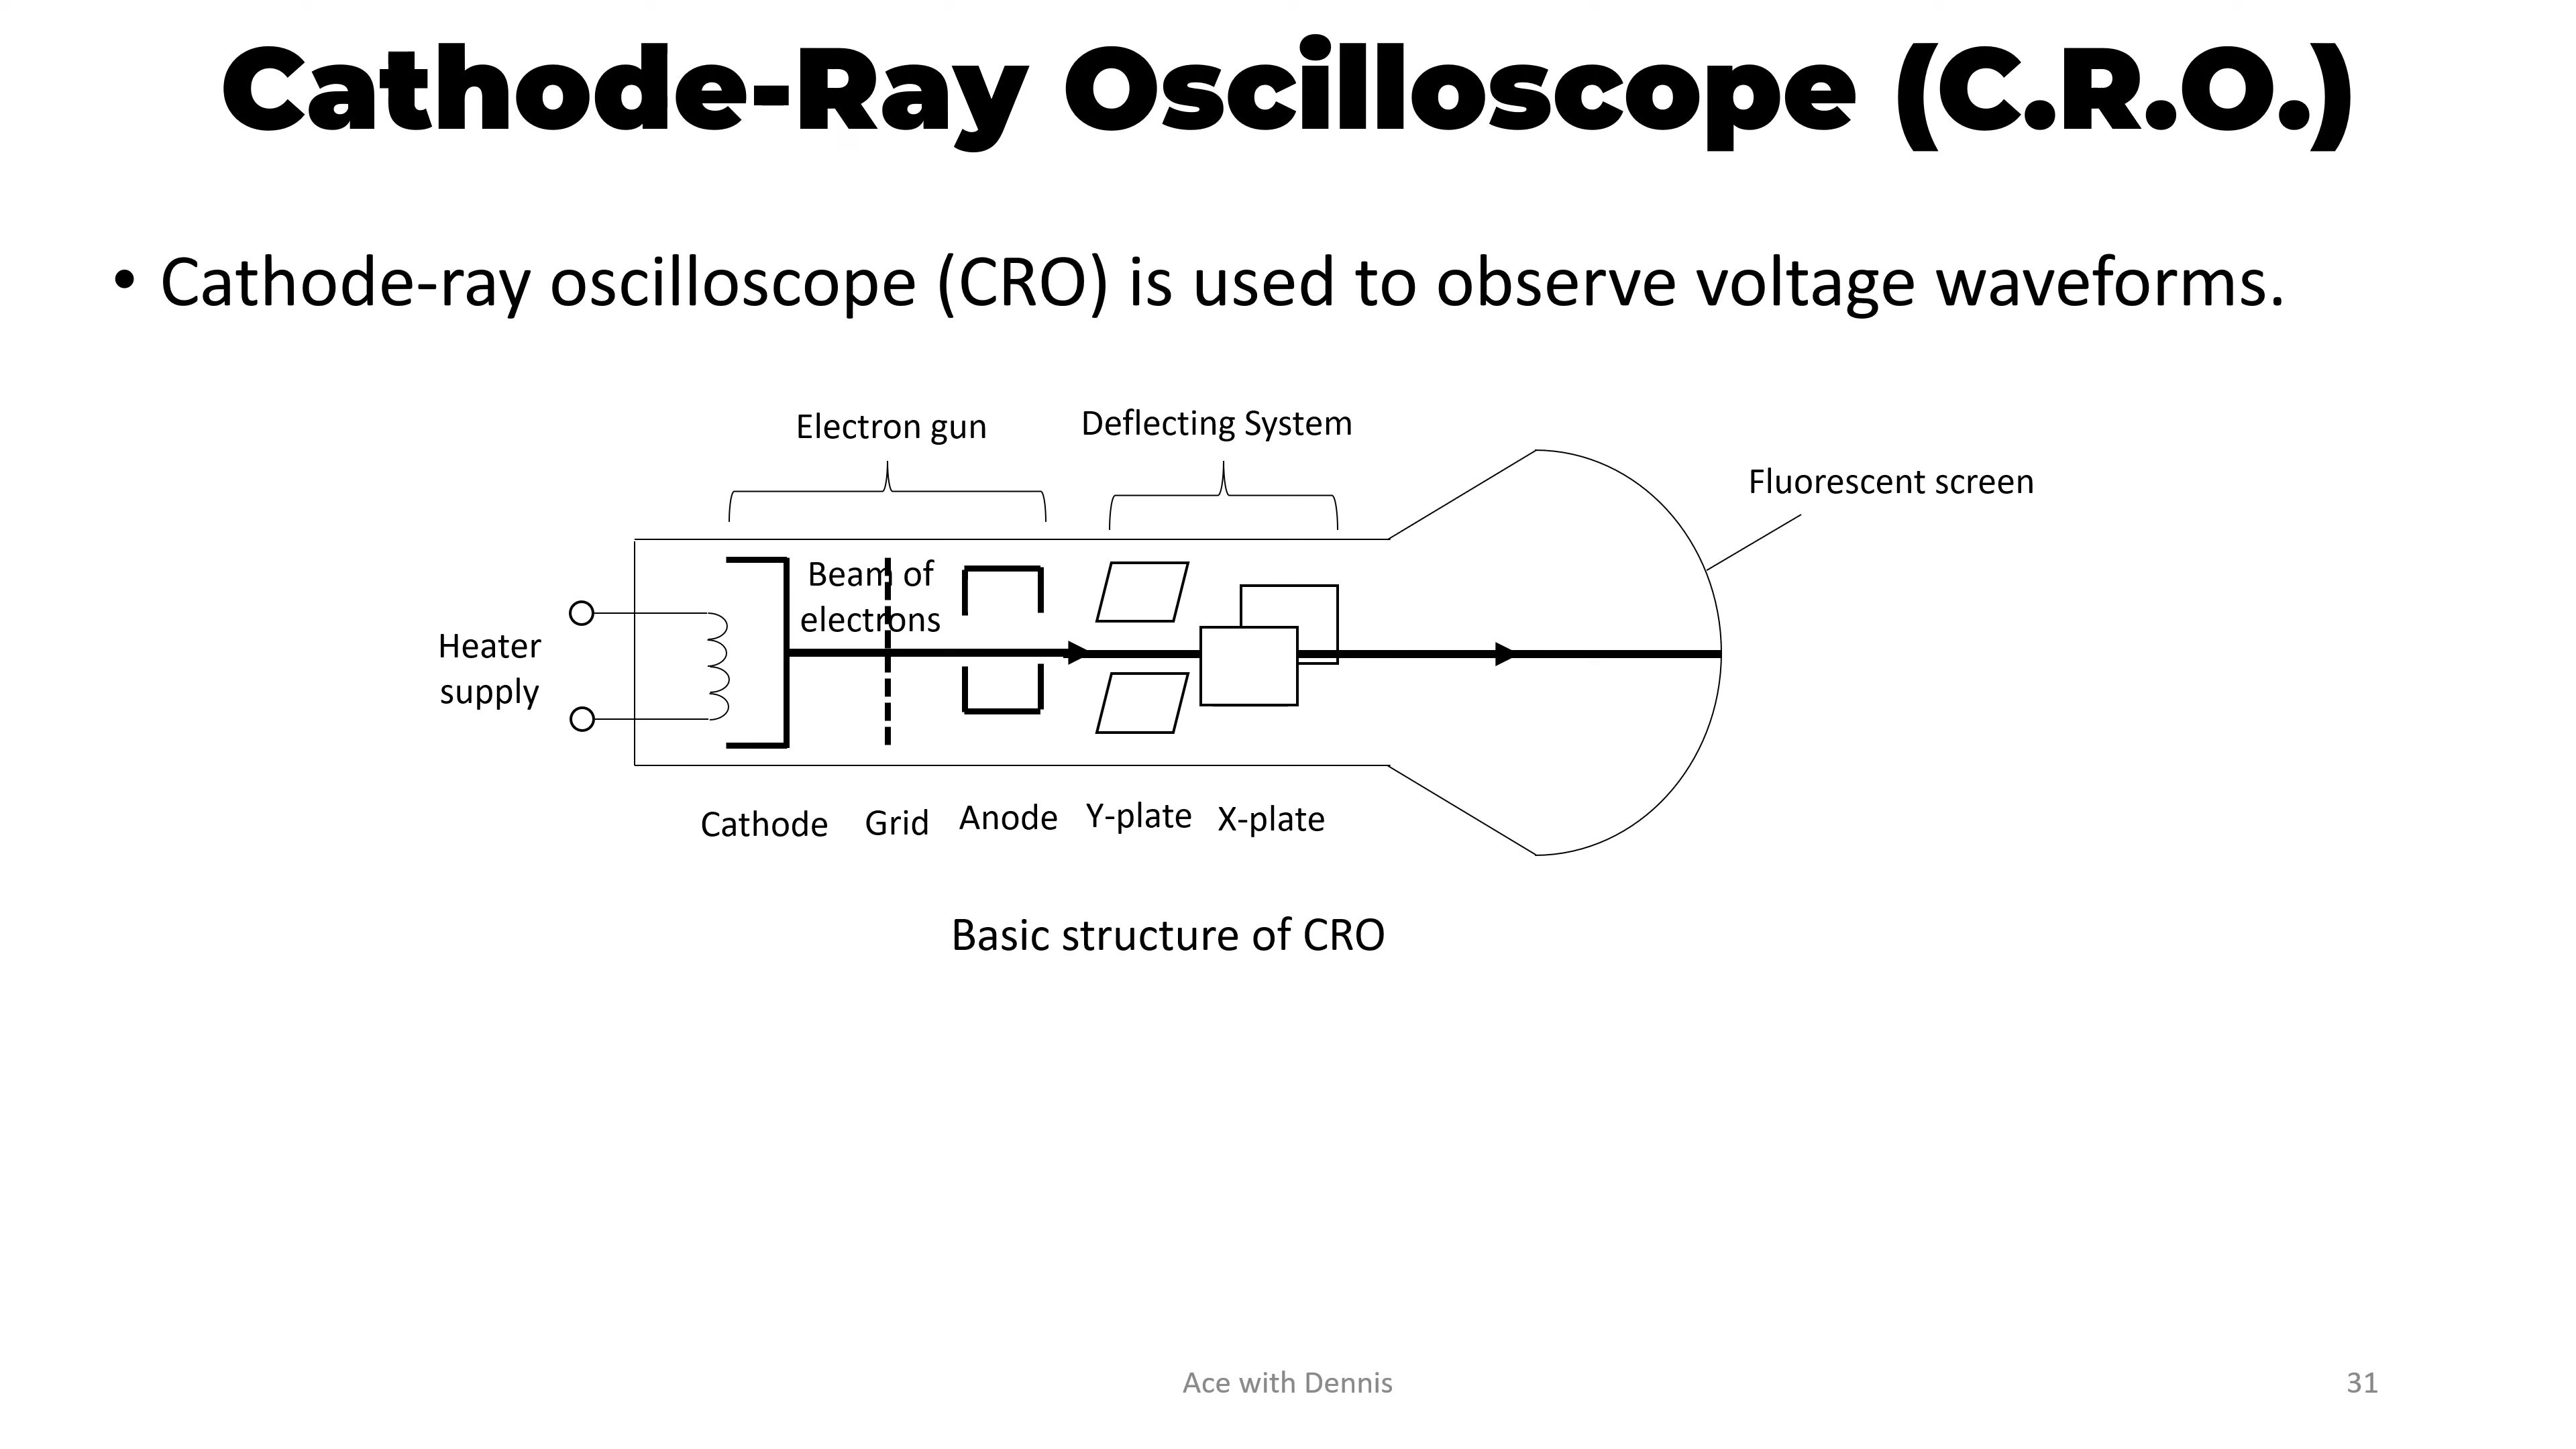 Cathode-Ray Oscilloscope (C.R.O.)
• Cathode-ray oscilloscope (CRO) is used to observe voltage waveforms.
Electron gun
Deflecting System
Fluorescent screen
Beam of
electrons
Heater
supply
Cathode
Grid
Anode
Y-plate
X-plate
Basic structure of CRO
Ace with Dennis
31